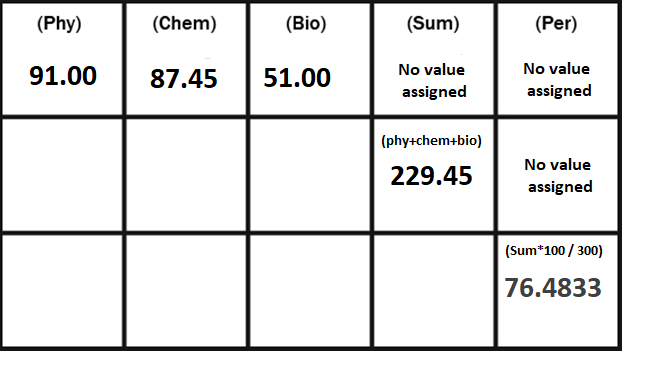 (Phy) (Chem) (Bio) (Sum) (Per)
91.00 87.45 51.00 No value assigned No value assigned
(phy+chem+bio)
229.45 No value assigned
(Sum*100 / 300)
76.4833